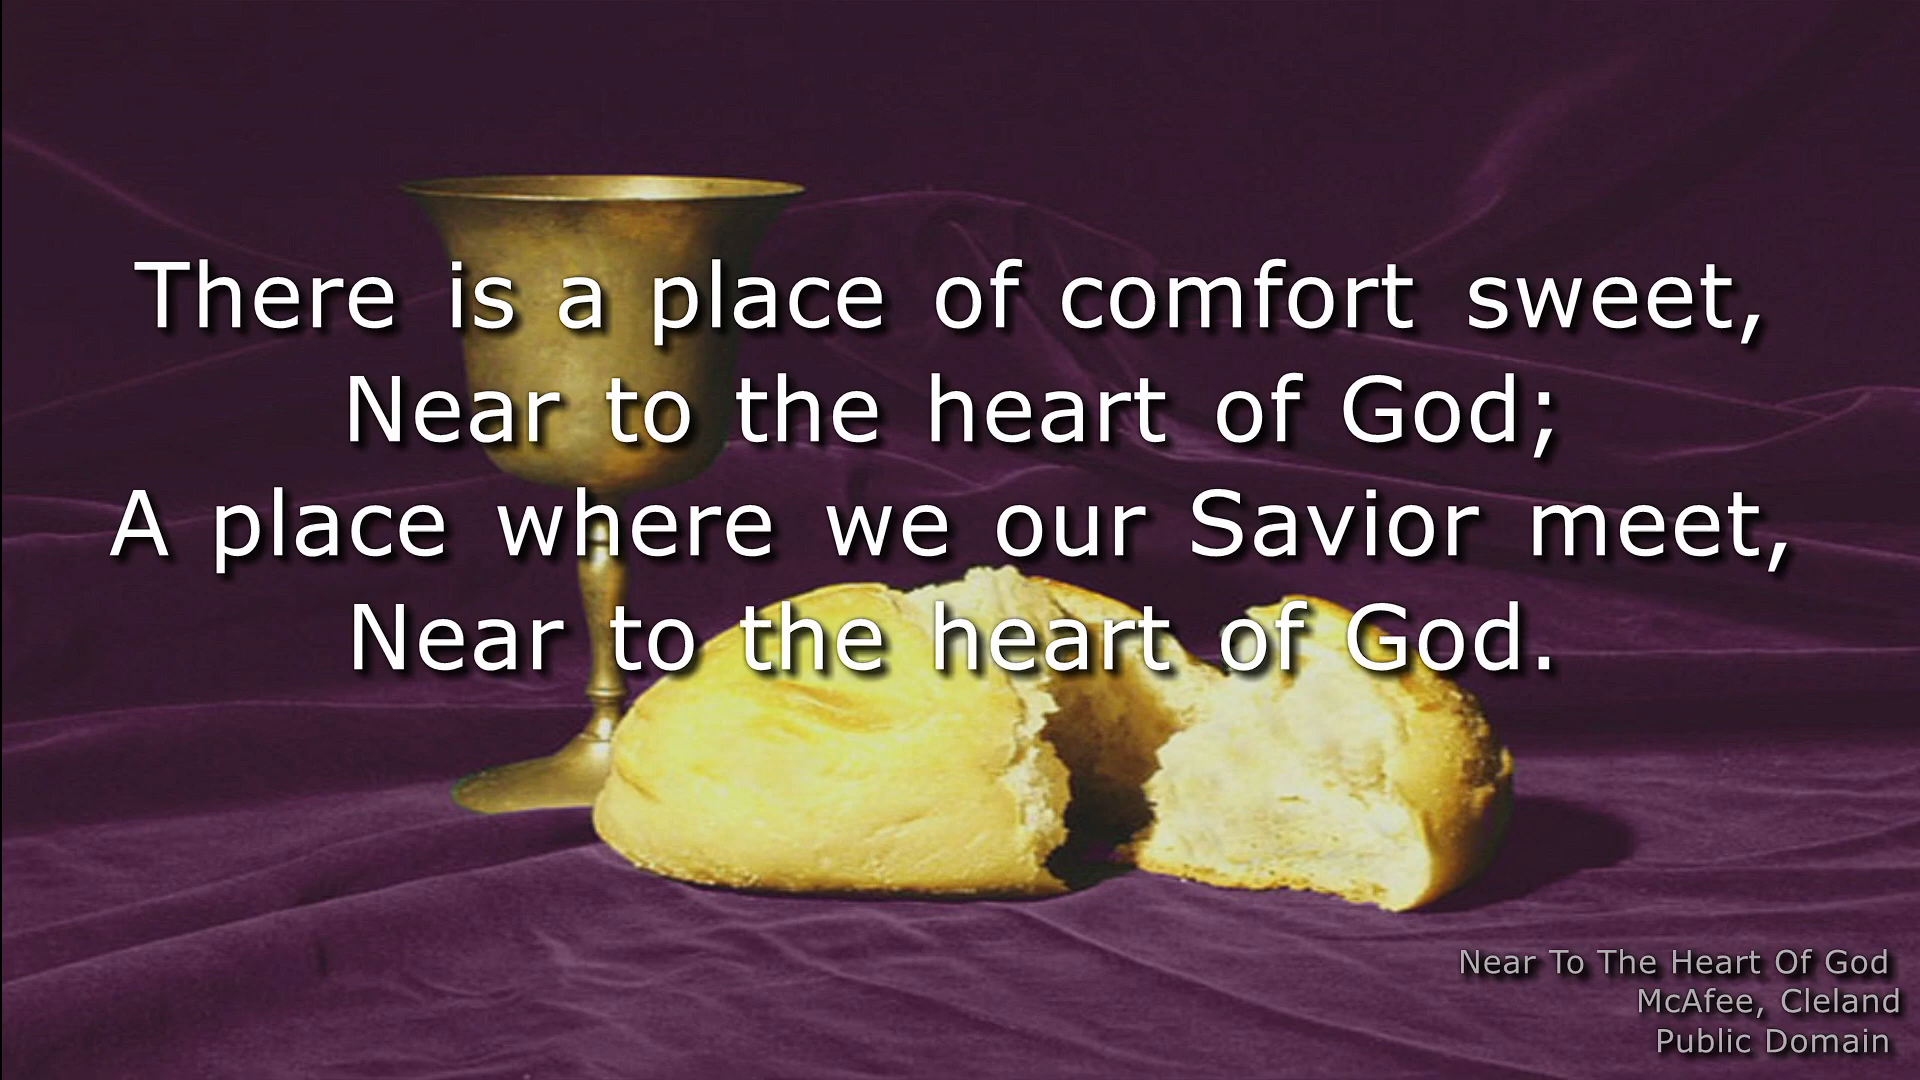 There is a place of comfort sweet,
Near to the heart of God;
A place where we our Savior meet,
Near to the heart of God.
Near To The Heart Of God
McAfee, Cleland
Public Domain